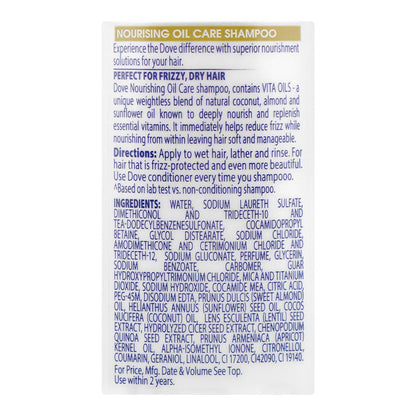 NOURISING OIL CARE SHAMPOO
Experience the Dove difference with superior nourishment
solutions for your hair.
PERFECT FOR FRIZZY, DRY HAIR
Dove Nourishing Oil Care shampoo, contains VITA OILS - a
unique weightless blend of natural coconut, almond and
sunflower oil known to deeply nourish and replenish
essential vitamins. It immediately helps reduce frizz while
nourishing from within leaving hair soft and manageable.
Directions: Apply to wet hair, lather and rinse. For
hair that is frizz-protected and even more beautiful.
Use Dove conditioner every time you shampoo.
^Based on lab test vs. non-conditioning shampoo.
INGREDIENTS: WATER, SODIUM LAURETH SULFATE,
DIMETHICONOL AND TRIDECETH-10 AND
TEA-DODECYLBENZENESULFONATE, COCAMIDOPROPYL
BETAINE, GLYCOL DISTEARATE, SODIUM CHLORIDE,
AMODIMETHICONE AND CETRIMONIUM CHLORIDE AND
TRIDECETH-12, SODIUM GLUCONATE, PERFUME, GLYCERIN,
SODIUM BENZOATE, CARBOMER, GUAR
HYDROXYPROPYLTRIMONIUM CHLORIDE, MICA AND TITANIUM
DIOXIDE, SODIUM HYDROXIDE, COCAMIDE MEA, CITRIC ACID,
PEG-45M, DISODIUM EDTA, PRUNUS DULCIS (SWEET ALMOND)
OIL, HELIANTHUS ANNUUS (SUNFLOWER) SEED OIL, COCOS
NUCIFERA (COCONUT) OIL, LENS ESCULENTA (LENTIL) SEED
EXTRACT, HYDROLYZED CICER SEED EXTRACT, CHENOPODIUM
QUINOA SEED EXTRACT, PRUNUS ARMENIACA (APRICOT)
KERNEL OIL, ALPHA-ISOMETHYL IONONE, CITRONELLOL,
COUMARIN, GERANIOL, LINALOOL, CI 17200, CI42090, CI 19140.
For Price, Mfg. Date & Volume See Top.
Use within 2 years.